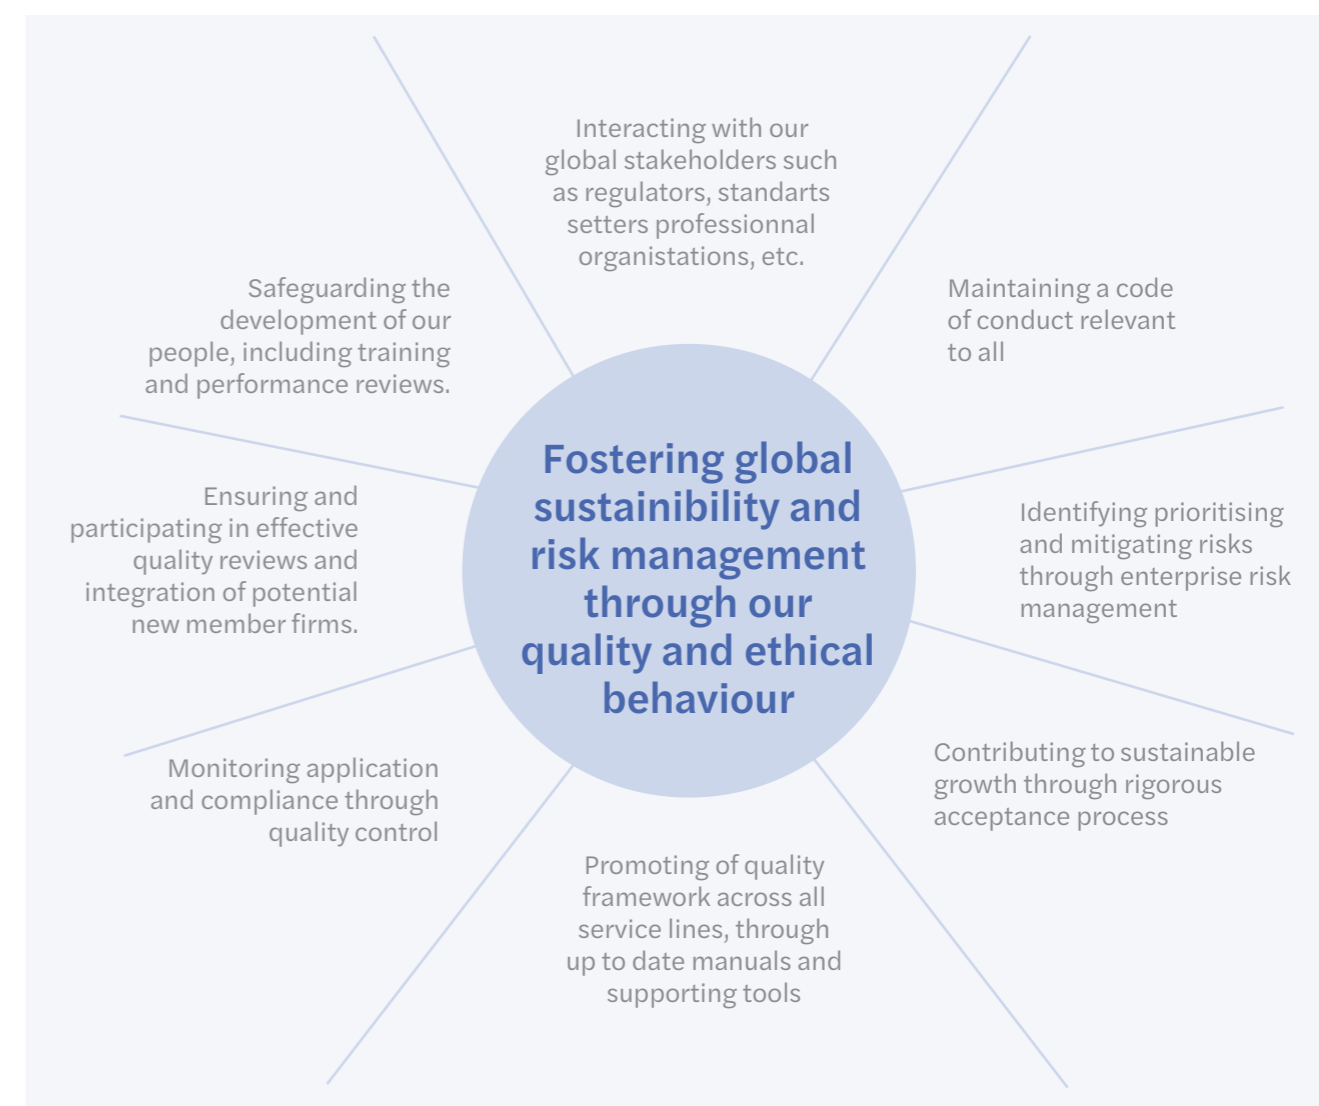 Interacting with our
global stakeholders such
as regulators, standarts
setters professionnal
organistations, etc.
Maintaining a code
of conduct relevant
to all
Identifying prioritising
and mitigating risks
through enterprise risk
management
Contributing to sustainable
growth through rigorous
acceptance process
Promoting of quality
framework across all
service lines, through
up to date manuals and
supporting tools
Monitoring application
and compliance through
quality control
Ensuring and
participating in effective
quality reviews and
integration of potential
new member firms.
Safeguarding the
development of our
people, including training
and performance reviews.
Fostering global
sustainibility and
risk management
through our
quality and ethical
behaviour